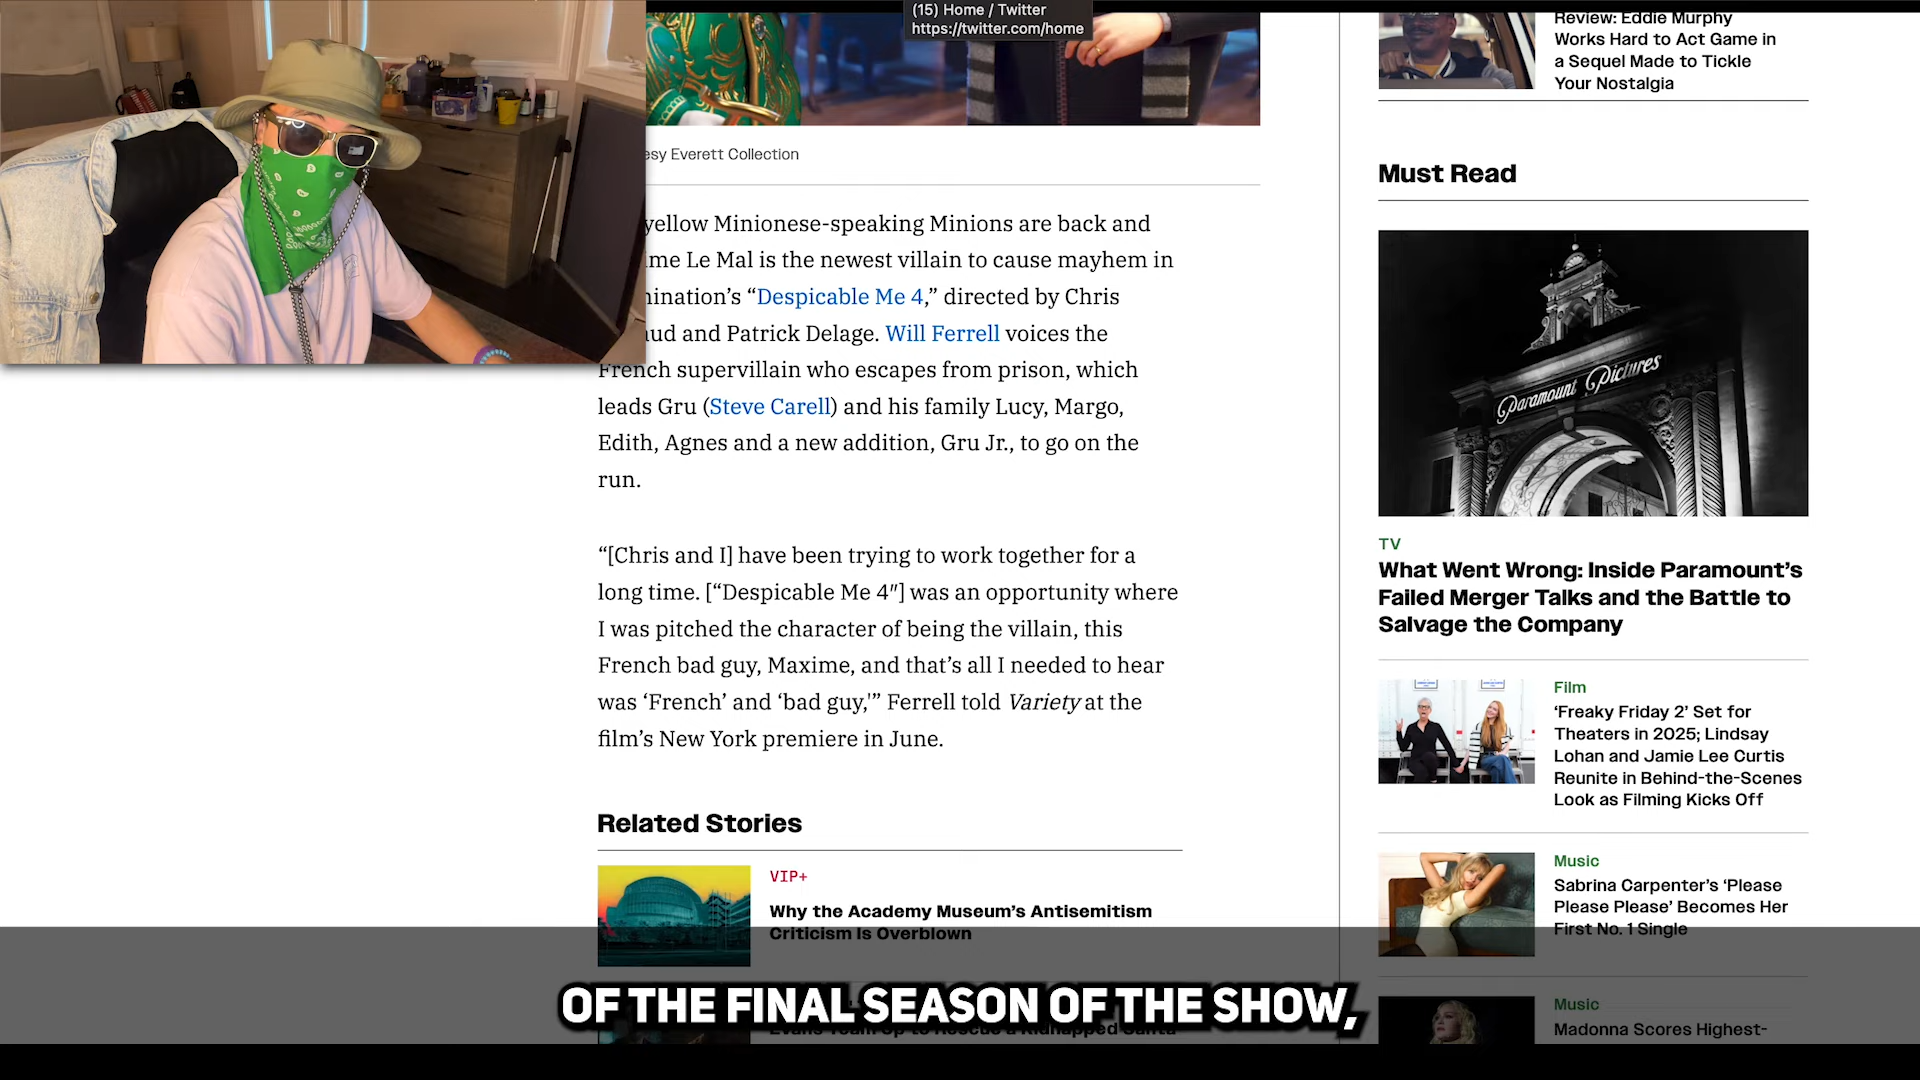 (15) Home / Twitter
https://twitter.com/home
esy Everett Collection
yellow Minionese-speaking Minions are back and
me Le Mal is the newest villain to cause mayhem in
ination’s “Despicable Me 4,” directed by Chris
ud and Patrick Delage. Will Ferrell voices the
French supervillain who escapes from prison, which
leads Gru (Steve Carell) and his family Lucy, Margo,
Edith, Agnes and a new addition, Gru Jr., to go on the
run.
“[Chris and I] have been trying to work together for a
long time. [“Despicable Me 4″] was an opportunity where
I was pitched the character of being the villain, this
French bad guy, Maxime, and that’s all I needed to hear
was ‘French’ and ‘bad guy,'” Ferrell told Variety at the
film’s New York premiere in June.
Related Stories
VIP+
Why the Academy Museum’s Antisemitism
Criticism Is Overblown
Review: Eddie Murphy
Works Hard to Act Game in
a Sequel Made to Tickle
Your Nostalgia
Must Read
Paramount Pictures
TV
What Went Wrong: Inside Paramount’s
Failed Merger Talks and the Battle to
Salvage the Company
Film
‘Freaky Friday 2’ Set for
Theaters in 2025; Lindsay
Lohan and Jamie Lee Curtis
Reunite in Behind-the-Scenes
Look as Filming Kicks Off
Music
Sabrina Carpenter’s ‘Please
Please Please’ Becomes Her
First No. 1 Single
Music
Madonna Scores Highest-
OF THE FINAL SEASON OF THE SHOW,